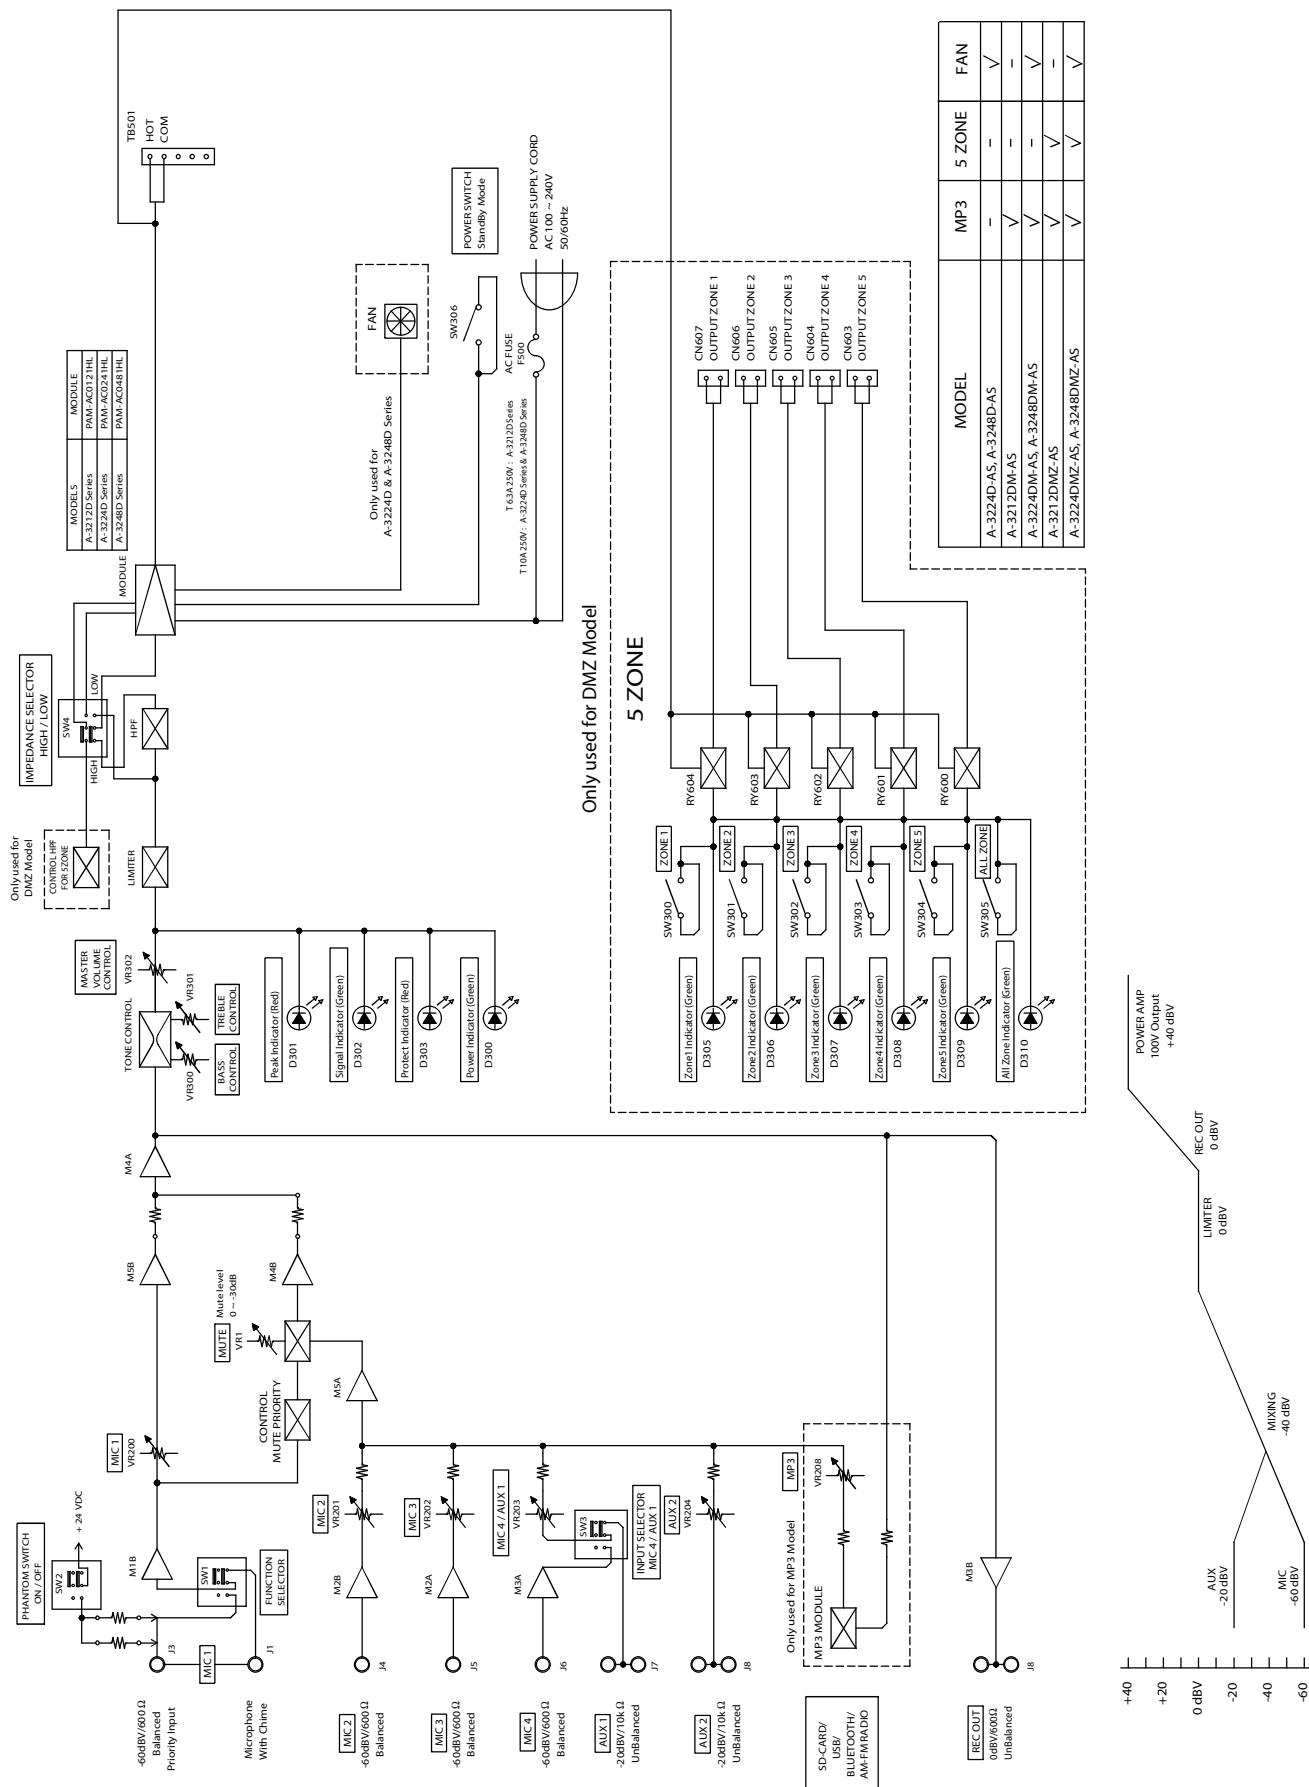 PHANTOM SWITCH
ON / OFF
+ 24 VDC
SW2
J3
MIC 1
J1
-60dBV/600 Ω
Balanced
Priority Input
Microphone
With Chime
M1B
SW1
FUNCTION
SELECTOR
MIC 1
VR200
CONTROL
MUTE PRIORITY
MUTE
VR1
Mute level
0 ~ -30dB
M5B
M4B
M4A
M5A
MIC 2
-60dBV/600 Ω
Balanced
J4
M2B
MIC 2
VR201
MIC 3
-60dBV/600 Ω
Balanced
J5
M2A
MIC 3
VR202
MIC 4
-60dBV/600Ω
Balanced
J6
M3A
MIC 4 / AUX 1
VR203
AUX 1
-20dBV/10k Ω
UnBalanced
J7
SW3
INPUT SELECTOR
MIC 4 / AUX 1
AUX 2
-20dBV/10k Ω
UnBalanced
J8
AUX 2
VR204
SD-CARD/
USB/
BLUETOOTH/
AM-FM RADIO
Only used for MP3 Model
MP3 MODULE
MP3
VR208
REC OUT
0dBV/600Ω
UnBalanced
J8
M3B
TONE CONTROL
VR300
BASS
CONTROL
VR301
TREBLE
CONTROL
MASTER
VOLUME
CONTROL
VR302
Peak Indicator (Red)
D301
Signal Indicator (Green)
D302
Protect Indicator (Red)
D303
Power Indicator (Green)
D300
LIMITER
Only used for
DMZ Model
CONTROL HPF
FOR 5 ZONE
IMPEDANCE SELECTOR
HIGH / LOW
SW4
HIGH
LOW
HPF
MODULE
MODELS MODULE
A-3212D Series PAM-AC0121HL
A-3224D Series PAM-AC0241HL
A-3248D Series PAM-AC0481HL
TB501
HOT
COM
Only used for
A-3224D & A-3248D Series
FAN
SW306
POWER SWITCH
StandBy Mode
AC FUSE
F500
T 6.3A 250V : A-3212D Series
T 10A 250V : A-3224D Series & A-3248D Series
POWER SUPPLY CORD
AC 100 ~ 240V
50/60Hz
Only used for DMZ Model
5 ZONE
Zone1 Indicator (Green)
D305
SW300
ZONE 1
RY604
CN607
OUTPUT ZONE 1
Zone2 Indicator (Green)
D306
SW301
ZONE 2
RY603
CN606
OUTPUT ZONE 2
Zone3 Indicator (Green)
D307
SW302
ZONE 3
RY602
CN605
OUTPUT ZONE 3
Zone4 Indicator (Green)
D308
SW303
ZONE 4
RY601
CN604
OUTPUT ZONE 4
Zone5 Indicator (Green)
D309
SW304
ZONE 5
RY600
CN603
OUTPUT ZONE 5
All Zone Indicator (Green)
D310
SW305
ALL ZONE
MODEL MP3 5 ZONE FAN
A-3224D-AS, A-3248D-AS – – √
A-3212DM-AS √ – –
A-3224DM-AS, A-3248DM-AS √ – √
A-3212DMZ-AS √ √ –
A-3224DMZ-AS, A-3248DMZ-AS √ √ √
+40
+20
0 dBV
-20
-40
-60
AUX
-20dBV
MIC
-60dBV
MIXING
-40 dBV
LIMITER
0 dBV
REC OUT
0 dBV
POWER AMP
100V Output
+40 dBV